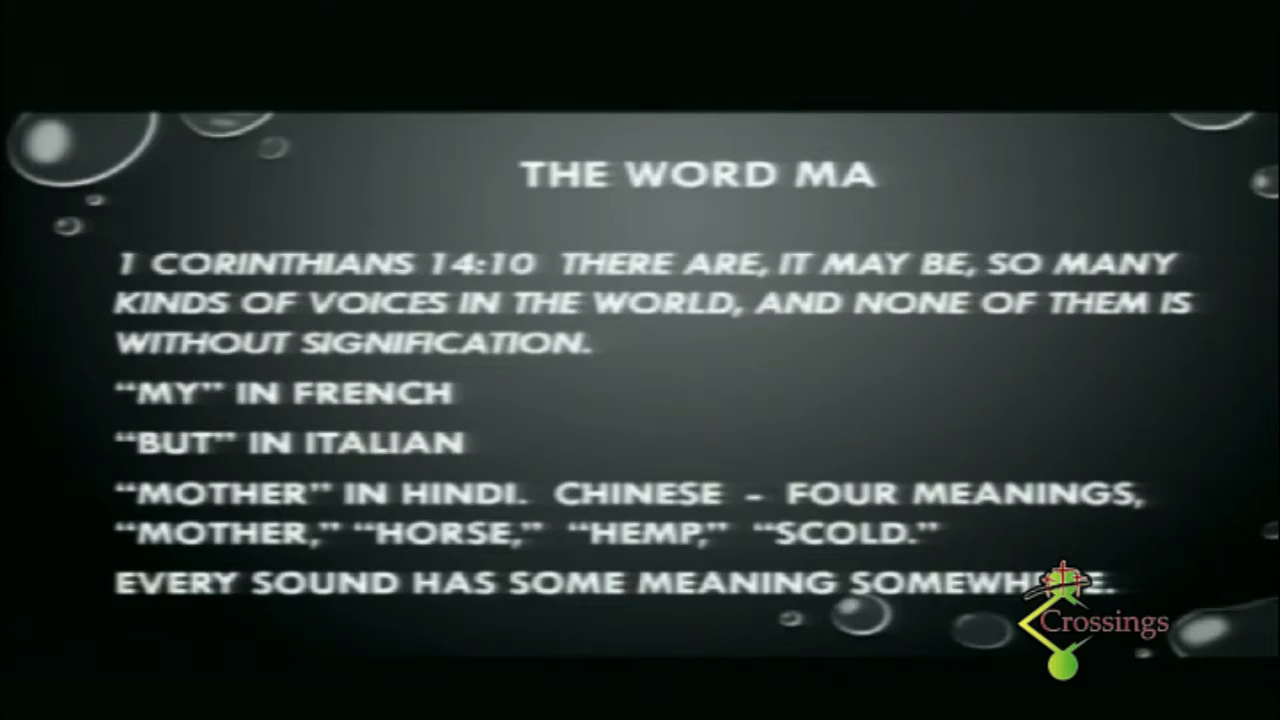 THE WORD MA
1 CORINTHIANS 14:10 THERE ARE, IT MAY BE, SO MANY
KINDS OF VOICES IN THE WORLD, AND NONE OF THEM IS
WITHOUT SIGNIFICATION.
“MY” IN FRENCH
“BUT” IN ITALIAN
“MOTHER” IN HINDI. CHINESE - FOUR MEANINGS,
“MOTHER,” “HORSE,” “HEMP,” “SCOLD.”
EVERY SOUND HAS SOME MEANING SOMEWHERE.
Crossings